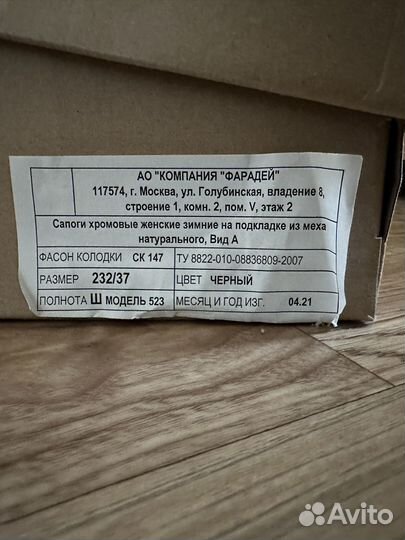 АО "КОМПАНИЯ "ФАРАДЕЙ"
117574, г. Москва, ул. Голубинская, владение 8,
строение 1, комн. 2, пом. V, этаж 2
Сапоги хромовые женские зимние на подкладке из меха
натурального, Вид А
ФАСОН КОЛОДКИ СК 147 ТУ 8822-010-08836809-2007
РАЗМЕР 232/37 ЦВЕТ ЧЕРНЫЙ
ПОЛНОТА Ш МОДЕЛЬ 523 МЕСЯЦ И ГОД ИЗГ. 04.21
Avito